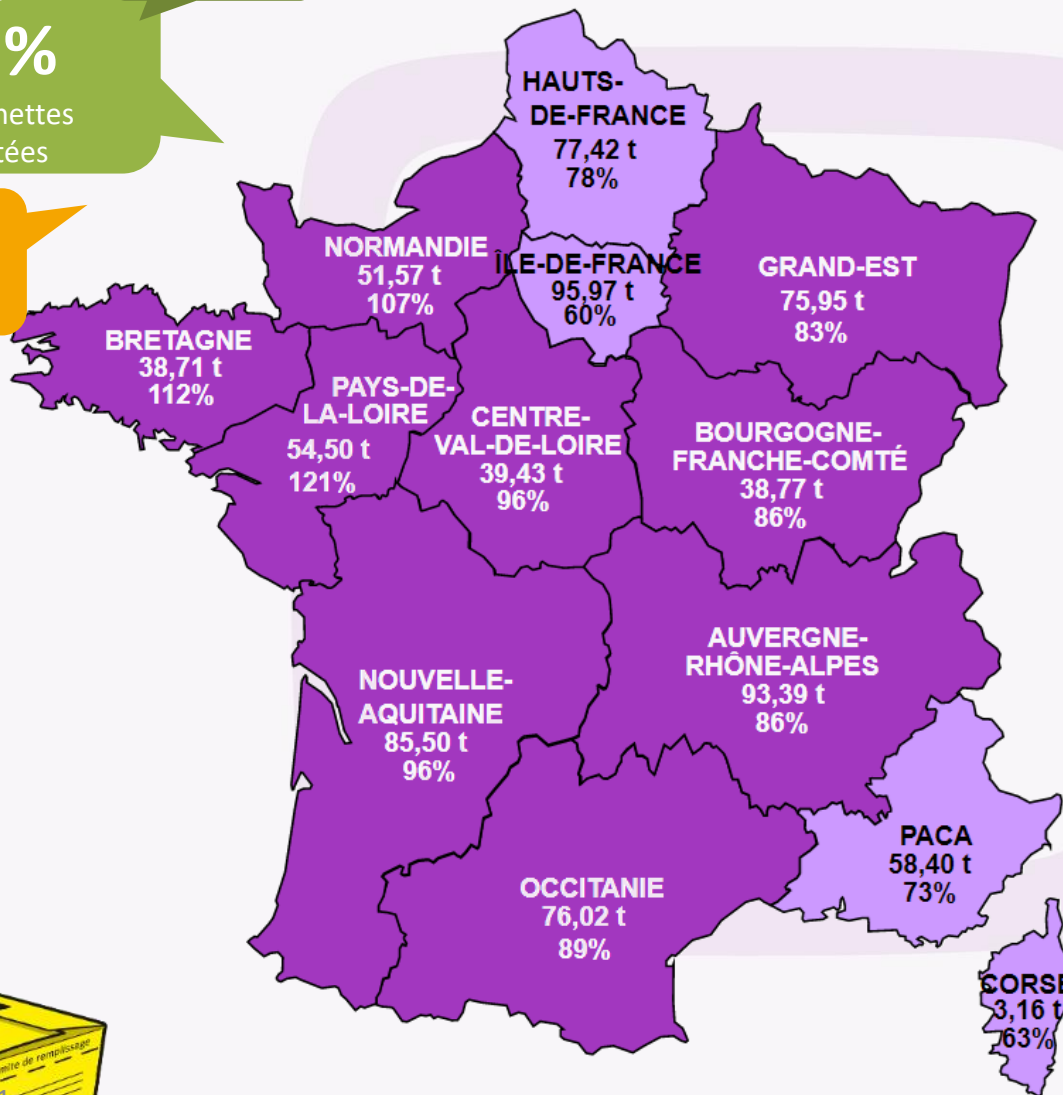 %
HAUTS-
DE-FRANCE
77,42 t
78%
NORMANDIE
51,57 t
107%
ÎLE-DE-FRANCE
95,97 t
60%
GRAND-EST
75,95 t
83%
BRETAGNE
38,71 t
112%
PAYS-DE-
LA-LOIRE
54,50 t
121%
CENTRE-
VAL-DE-LOIRE
39,43 t
96%
BOURGOGNE-
FRANCHE-COMTÉ
38,77 t
86%
NOUVELLE-
AQUITAINE
85,50 t
96%
AUVERGNE-
RHÔNE-ALPES
93,39 t
86%
OCCITANIE
76,02 t
89%
PACA
58,40 t
73%
CORSE
3,16 t
63%
de remplissage